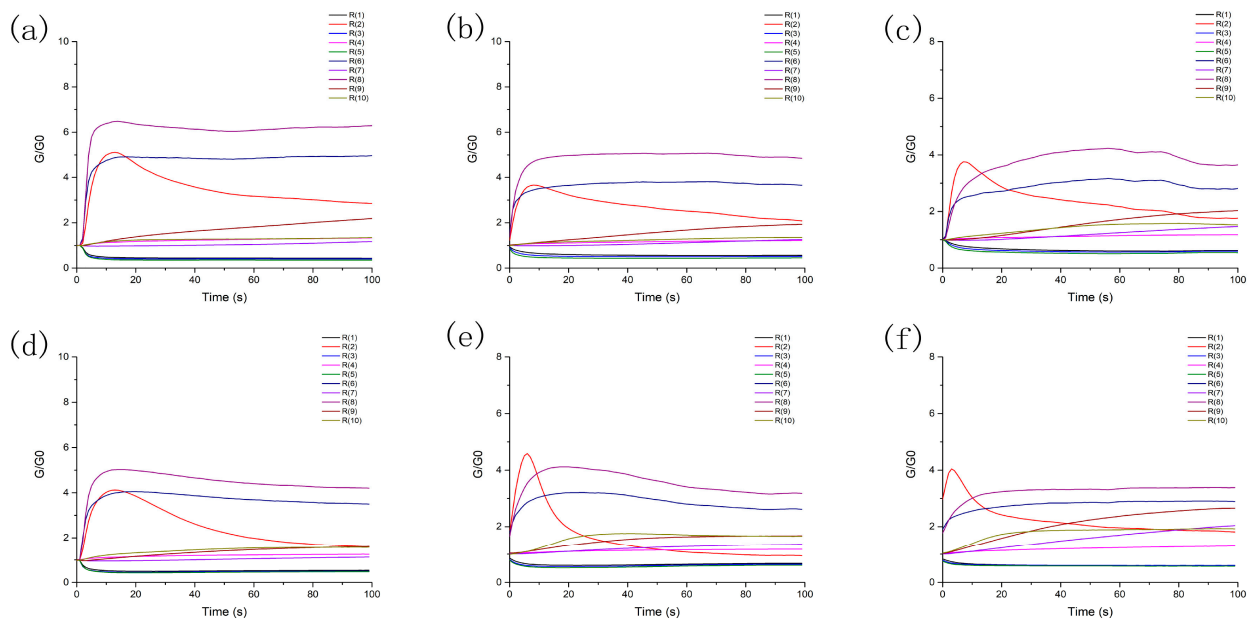 (a)
R(1)
R(2)
R(3)
R(4)
R(5)
R(6)
R(7)
R(8)
R(9)
R(10)
10
8
6
4
2
0
G/G0
0 20 40 60 80 100
Time (s)
(b)
R(1)
R(2)
R(3)
R(4)
R(5)
R(6)
R(7)
R(8)
R(9)
R(10)
10
8
6
4
2
0
G/G0
0 20 40 60 80 100
Time (s)
(c)
R(1)
R(2)
R(3)
R(4)
R(5)
R(6)
R(7)
R(8)
R(9)
R(10)
8
6
4
2
0
G/G0
0 20 40 60 80 100
Time (s)
(d)
R(1)
R(2)
R(3)
R(4)
R(5)
R(6)
R(7)
R(8)
R(9)
R(10)
10
8
6
4
2
0
G/G0
0 20 40 60 80 100
Time (s)
(e)
R(1)
R(2)
R(3)
R(4)
R(5)
R(6)
R(7)
R(8)
R(9)
R(10)
8
6
4
2
0
G/G0
0 20 40 60 80 100
Time (s)
(f)
R(1)
R(2)
R(3)
R(4)
R(5)
R(6)
R(7)
R(8)
R(9)
R(10)
8
6
4
2
0
G/G0
0 20 40 60 80 100
Time (s)